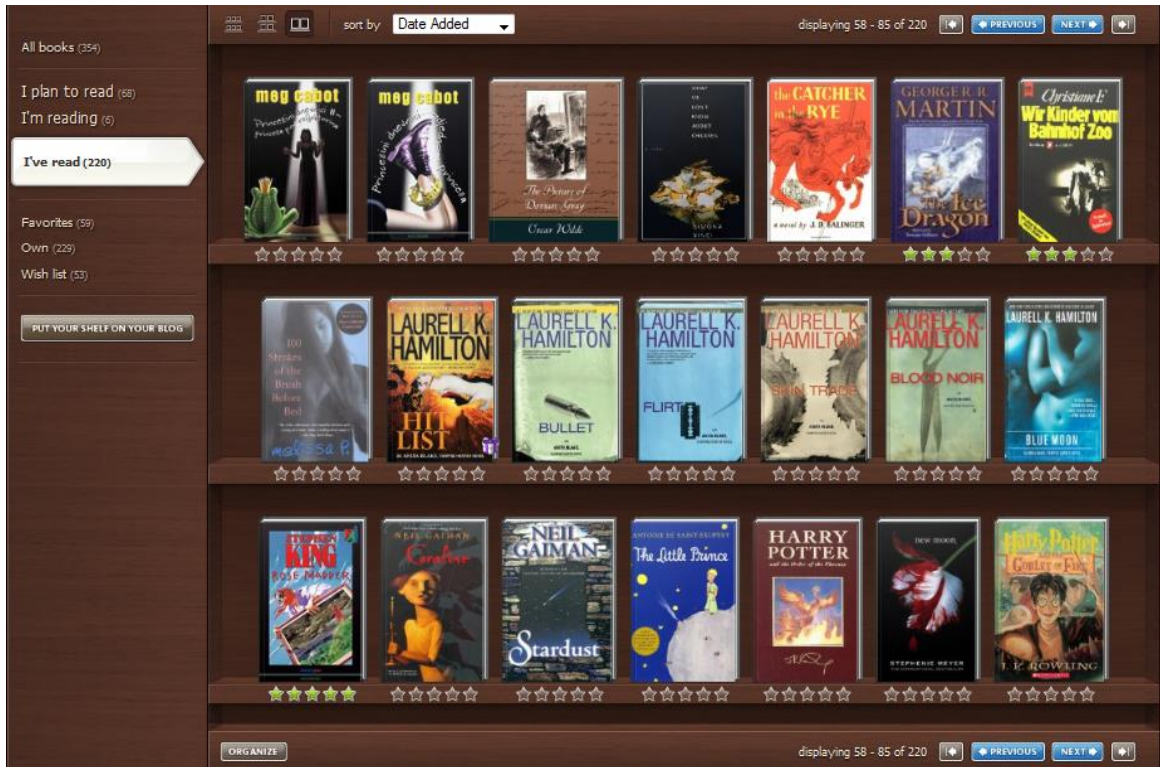 sort by Date Added
displaying 58 - 85 of 220 PREVIOUS NEXT
All books (354)
I plan to read (68)
I'm reading (6)
I've read (220)
Favorites (59)
Own (229)
Wish list (53)
PUT YOUR SHELF ON YOUR BLOG
meg cabot
meg cabot
The Picture of
Dorian Gray
Oscar Wilde
SIMONA
VINCI
the CATCHER
in the RYE
a novel by J. D. SALINGER
GEORGE R. R.
MARTIN
The Ice
Dragon
Christiane F.
Wir Kinder vom
Bahnhof Zoo
100
Strokes
of the
Brush
Before
Bed
melissa P.
LAURELL K.
HAMILTON
HIT
LIST
LAURELL K.
HAMILTON
BULLET
LAURELL K.
HAMILTON
FLIRT
LAURELL K.
HAMILTON
SKIN TRADE
LAURELL K.
HAMILTON
BLOOD NOIR
LAURELL K. HAMILTON
BLUE MOON
STEPHEN
KING
ROSE MADDER
NEIL GAIMAN
Coraline
NEIL
GAIMAN
Stardust
ANTOINE DE SAINT-EXUPÉRY
The Little Prince
HARRY
POTTER
and the Order of the Phoenix
new moon
STEPHENIE MEYER
Harry Potter
GOBLET OF FIRE
J. K. ROWLING
ORGANIZE
displaying 58 - 85 of 220 PREVIOUS NEXT